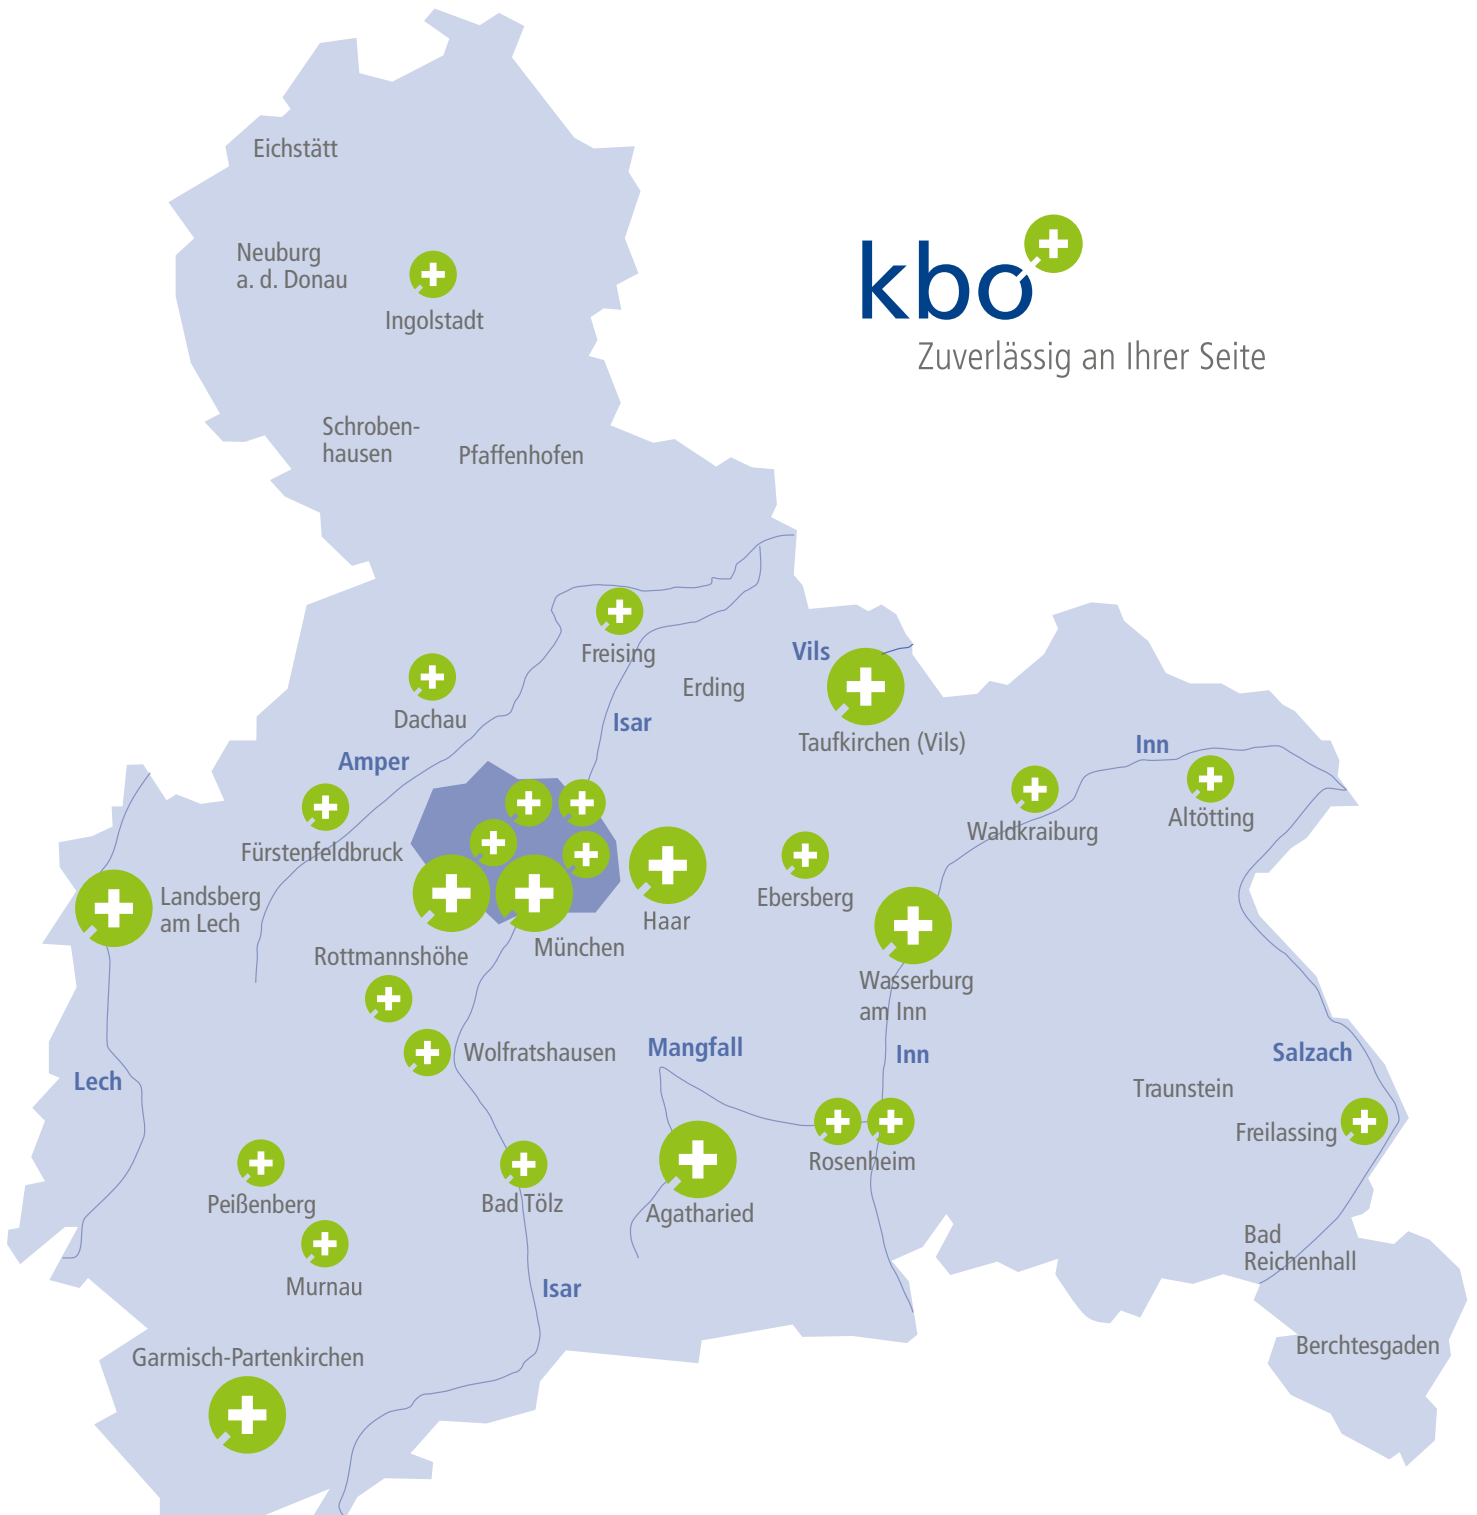 Eichstätt
Neuburg
a. d. Donau
Ingolstadt
kbo
Zuverlässig an Ihrer Seite
Schroben-
hausen
Pfaffenhofen
Freising
Vils
Erding
Dachau
Isar
Taufkirchen (Vils)
Amper
Inn
Altötting
Waldkraiburg
Fürstenfeldbruck
Landsberg
am Lech
Ebersberg
Haar
München
Rottmannshöhe
Wasserburg
am Inn
Wolfratshausen
Mangfall
Inn
Salzach
Lech
Traunstein
Freilassing
Rosenheim
Peißenberg
Bad Tölz
Agatharied
Bad
Reichenhall
Murnau
Isar
Berchtesgaden
Garmisch-Partenkirchen